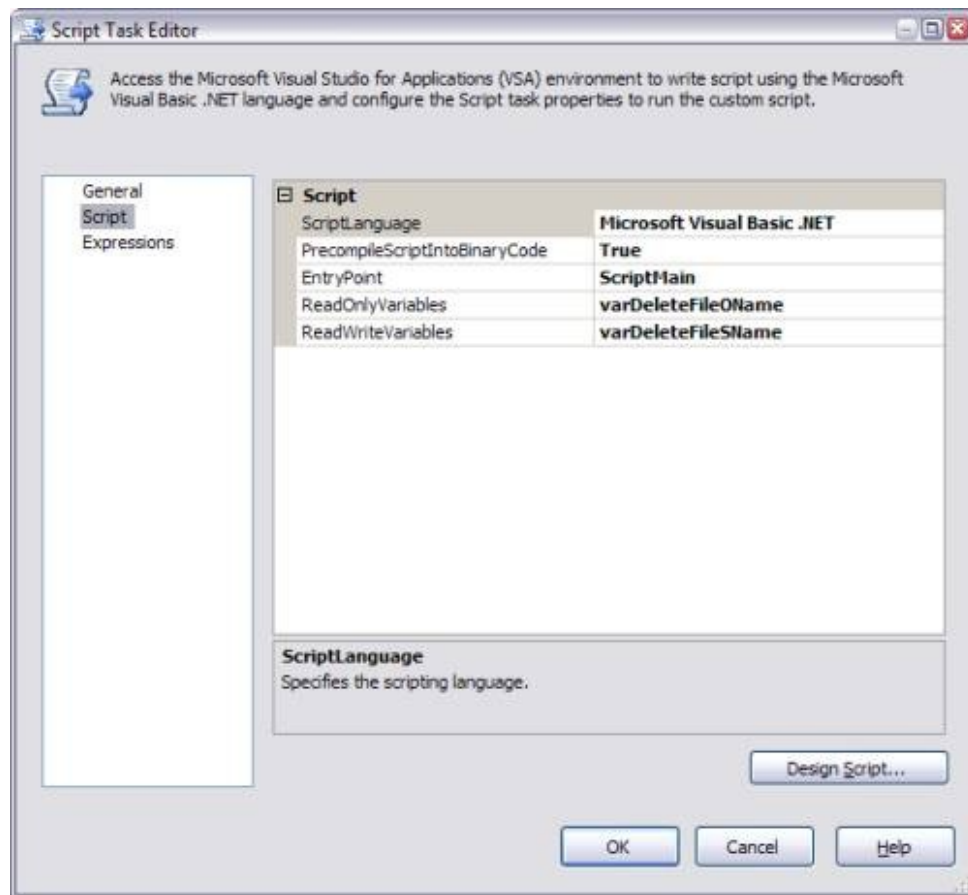 Script Task Editor
Access the Microsoft Visual Studio for Applications (VSA) environment to write script using the Microsoft
Visual Basic .NET language and configure the Script task properties to run the custom script.
General
Script
Expressions
Script
ScriptLanguage Microsoft Visual Basic .NET
PrecompileScriptIntoBinaryCode True
EntryPoint ScriptMain
ReadOnlyVariables varDeleteFileOName
ReadWriteVariables varDeleteFileSName
ScriptLanguage
Specifies the scripting language.
Design Script...
OK Cancel Help